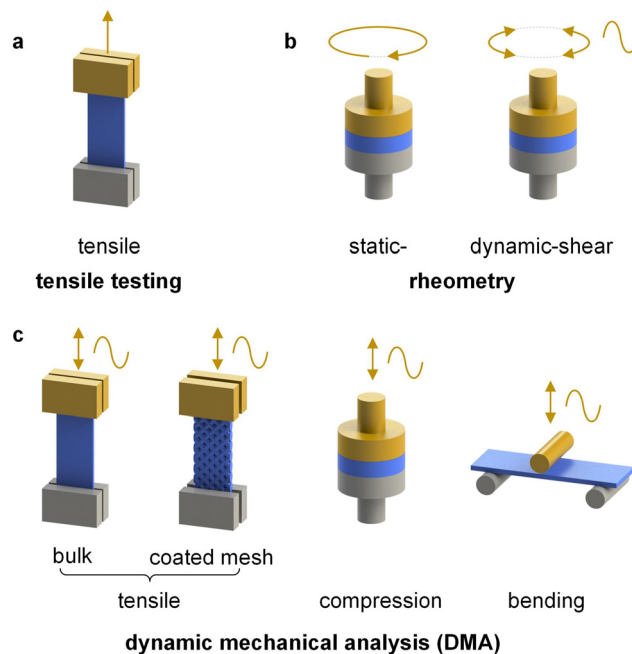 a
b
tensile
static-
dynamic-shear
tensile testing
rheometry
c
bulk
coated mesh
tensile
compression
bending
dynamic mechanical analysis (DMA)